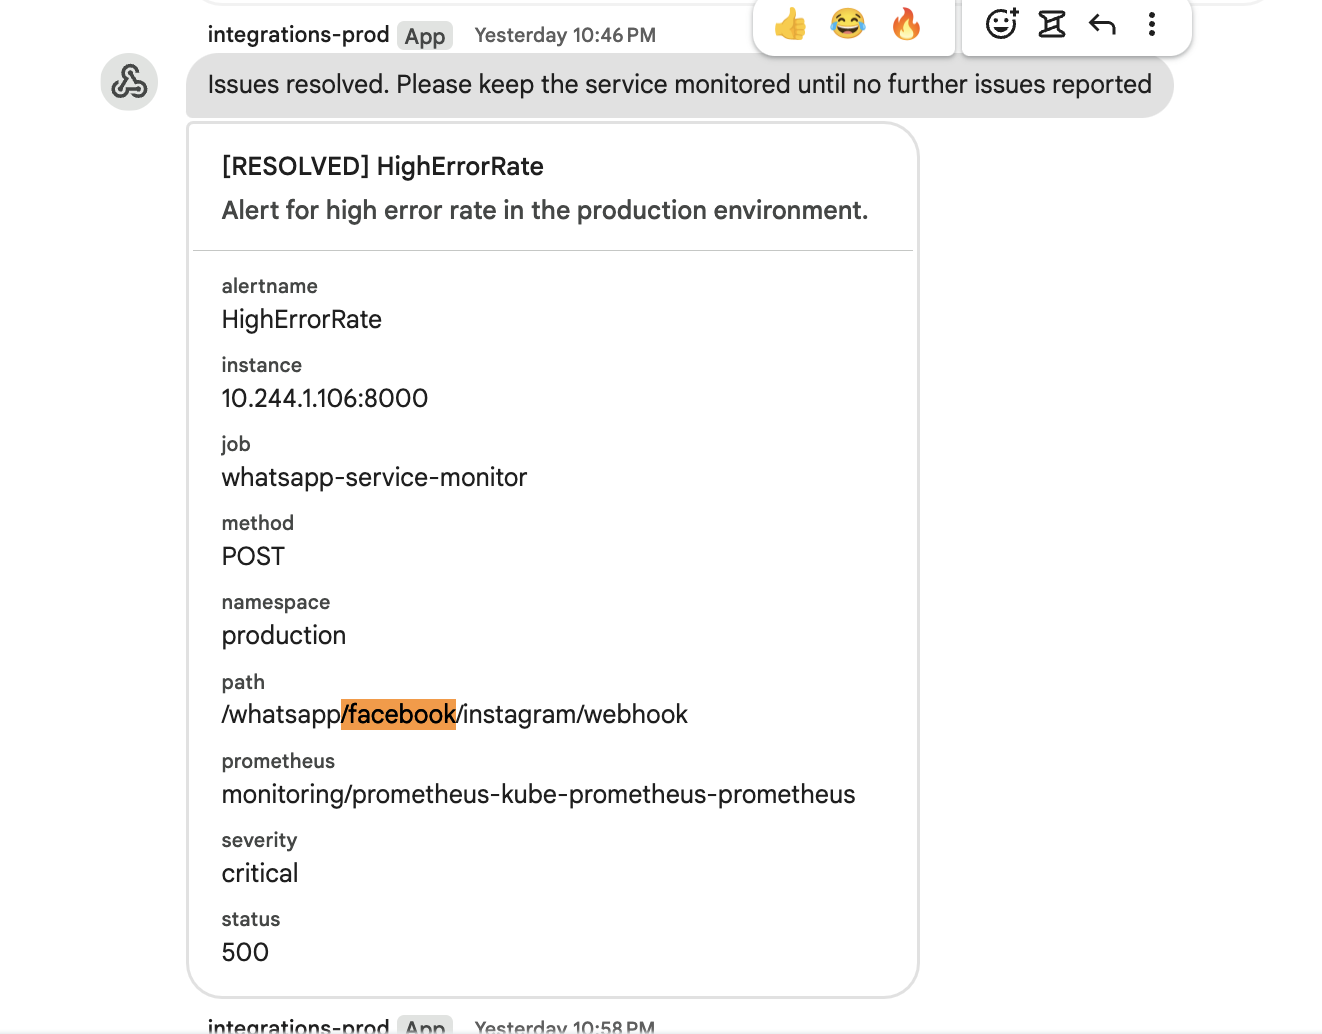 integrations-prod App Yesterday 10:46 PM
Issues resolved. Please keep the service monitored until no further issues reported
[RESOLVED] HighErrorRate
Alert for high error rate in the production environment.
alertname
HighErrorRate
instance
10.244.1.106:8000
job
whatsapp-service-monitor
method
POST
namespace
production
path
/whatsapp/facebook/instagram/webhook
prometheus
monitoring/prometheus-kube-prometheus-prometheus
severity
critical
status
500
integrations-prod App Yesterday 10:58 PM